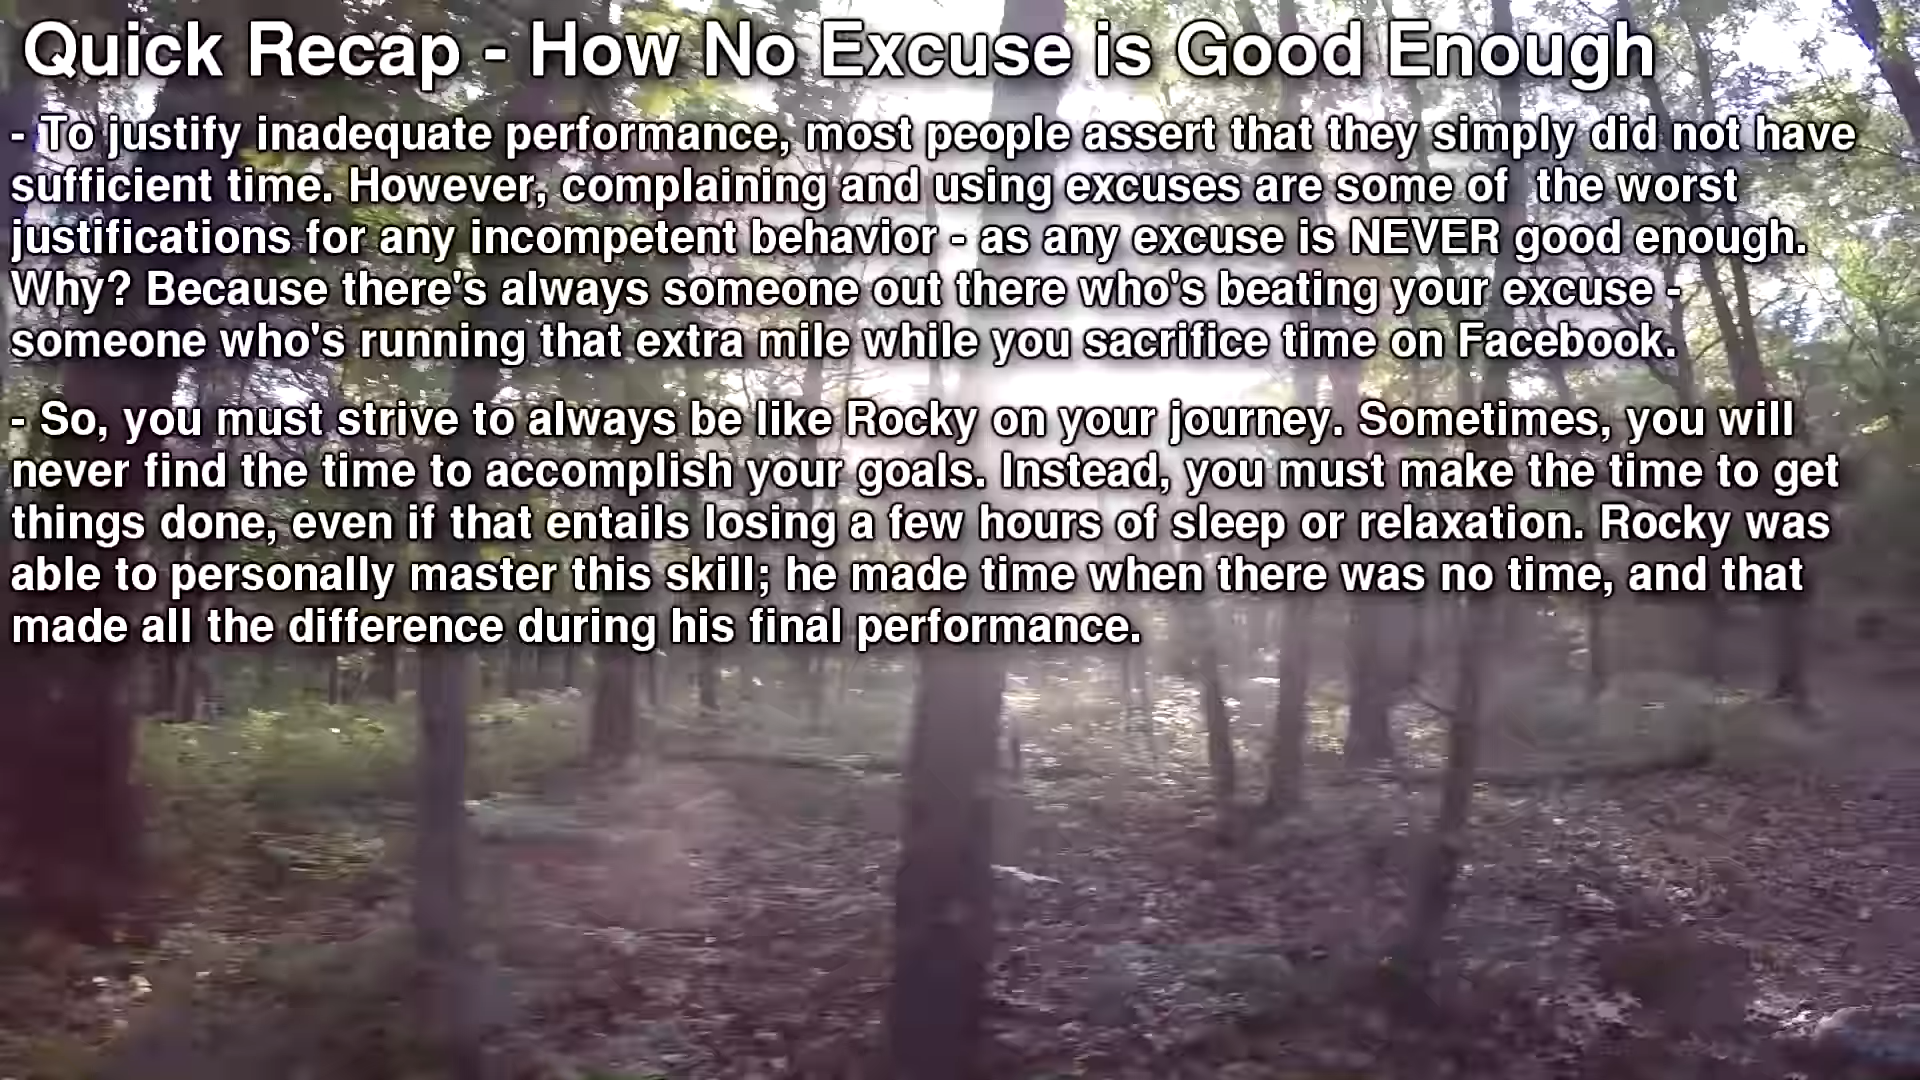 Quick Recap - How No Excuse is Good Enough
- To justify inadequate performance, most people assert that they simply did not have
sufficient time. However, complaining and using excuses are some of  the worst
justifications for any incompetent behavior - as any excuse is NEVER good enough.
Why? Because there's always someone out there who's beating your excuse -
someone who's running that extra mile while you sacrifice time on Facebook.
- So, you must strive to always be like Rocky on your journey. Sometimes, you will
never find the time to accomplish your goals. Instead, you must make the time to get
things done, even if that entails losing a few hours of sleep or relaxation. Rocky was
able to personally master this skill; he made time when there was no time, and that
made all the difference during his final performance.